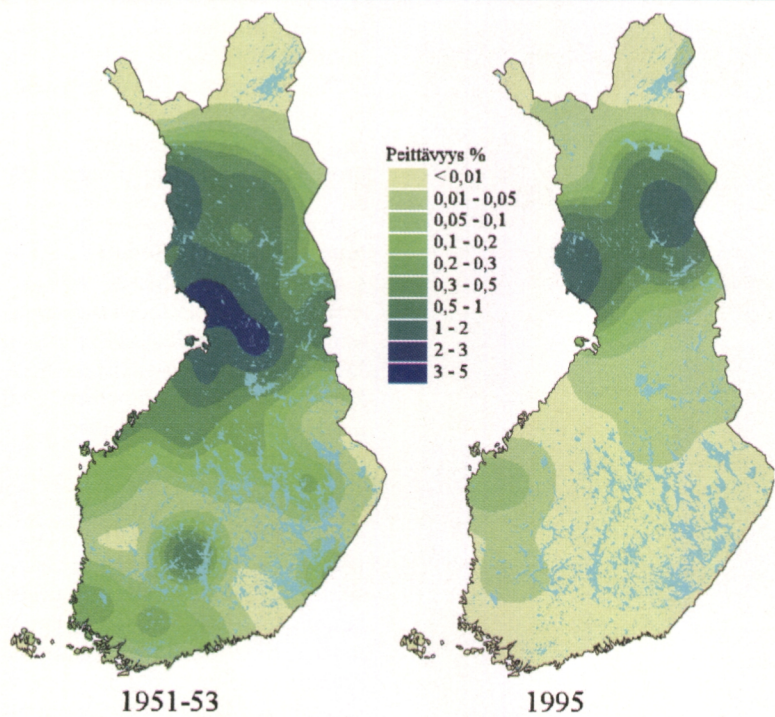 Peittävyys %
< 0,01
0,01 - 0,05
0,05 - 0,1
0,1 - 0,2
0,2 - 0,3
0,3 - 0,5
0,5 - 1
1 - 2
2 - 3
3 - 5
1951-53
1995